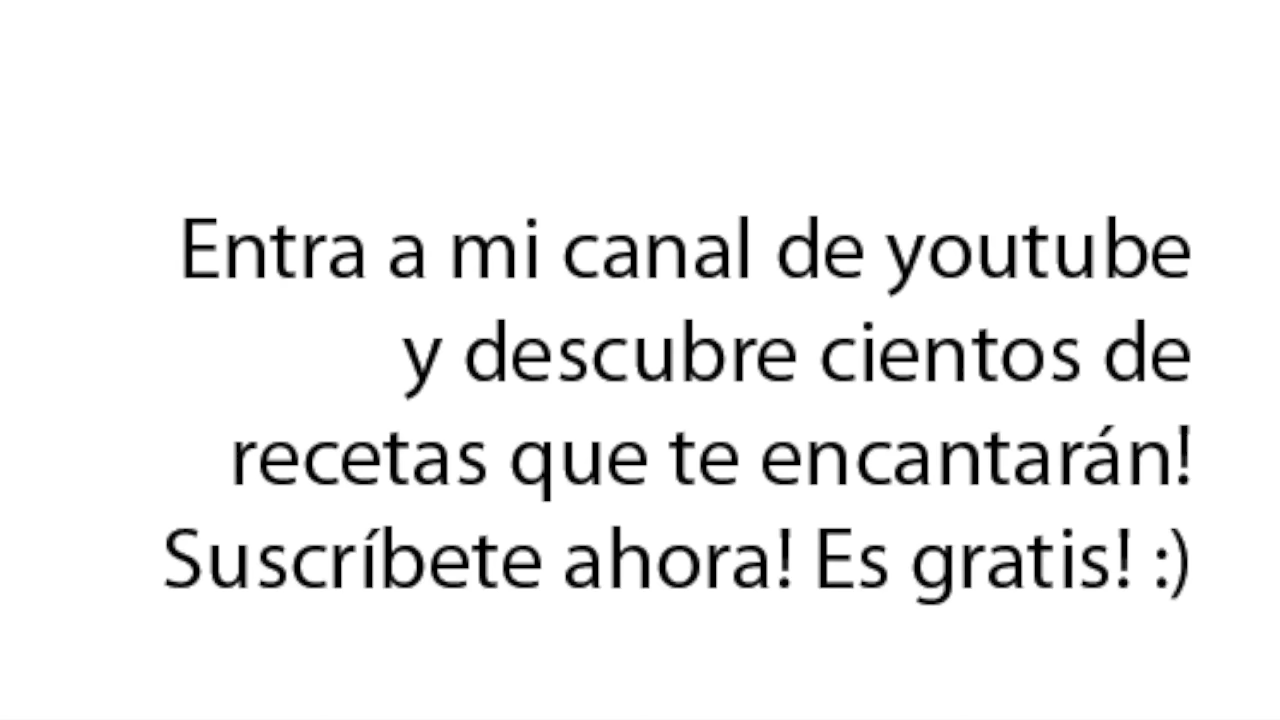 Entra a mi canal de youtube
y descubre cientos de
recetas que te encantarán!
Suscríbete ahora! Es gratis! :)